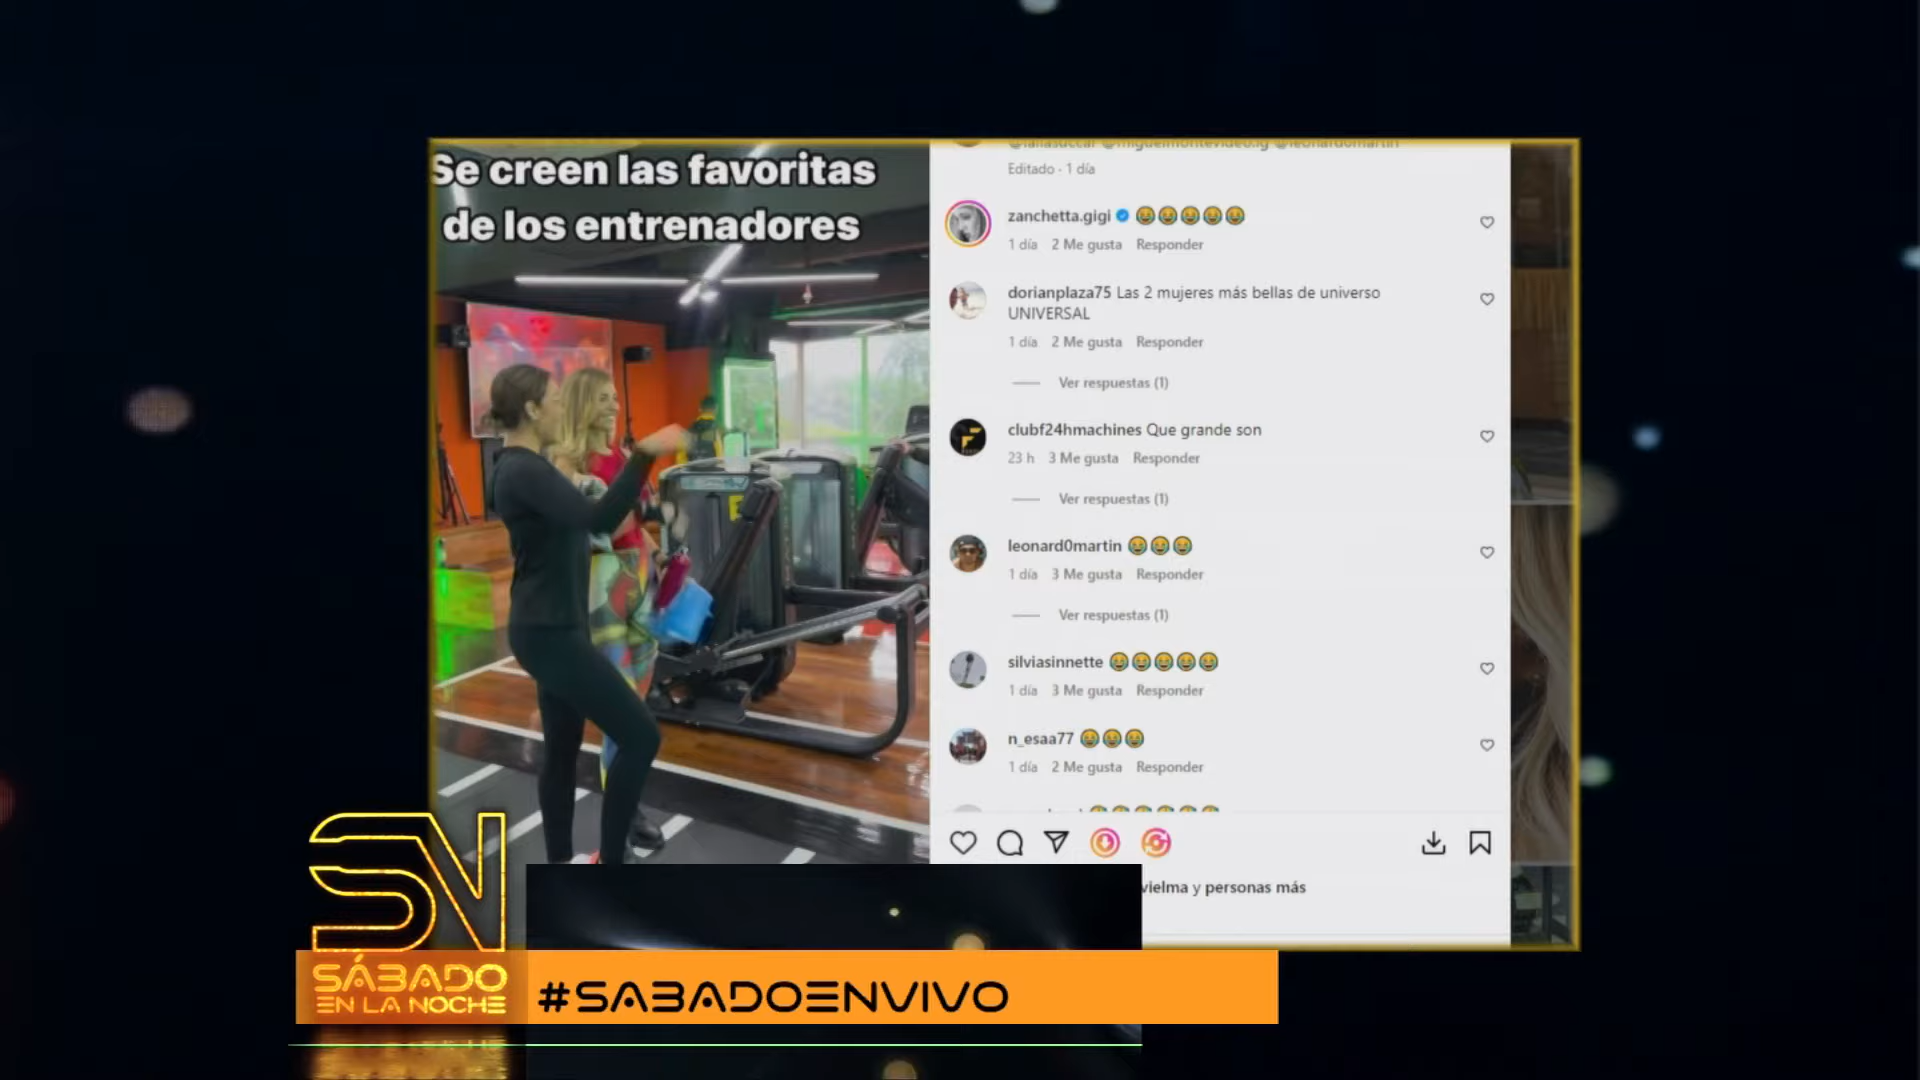 Se creen las favoritas
de los entrenadores
Editado · 1 día
zanchetta.gigi 😂😂😂😂😂
1 día 2 Me gusta Responder
dorianplaza75 Las 2 mujeres más bellas de universo
UNIVERSAL
1 día 2 Me gusta Responder
Ver respuestas (1)
clubf24hmachines Que grande son
23 h 3 Me gusta Responder
Ver respuestas (1)
leonard0martin 😂😂😂
1 día 3 Me gusta Responder
Ver respuestas (1)
silviasinnette 😂😂😂😂😂
1 día 3 Me gusta Responder
n_esaa77 😂😂😂
1 día 2 Me gusta Responder
vielma y personas más
SN
SÁBADO
EN LA NOCHE
#SABADOENVIVO